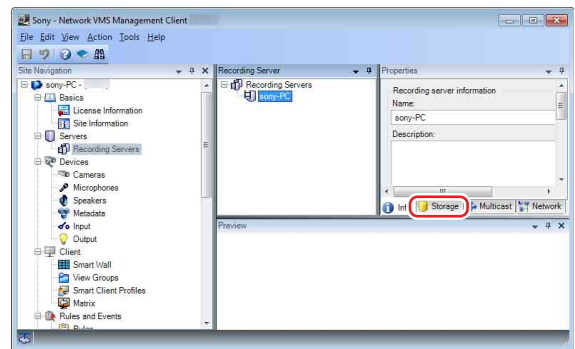 Sony - Network VMS Management Client
File Edit View Action Tools Help
Site Navigation
sony-PC -
Basics
License Information
Site Information
Servers
Recording Servers
Devices
Cameras
Microphones
Speakers
Metadata
Input
Output
Client
Smart Wall
View Groups
Smart Client Profiles
Matrix
Rules and Events
Rules
Recording Server
Recording Servers
sony-PC
Properties
Recording server information
Name:
sony-PC
Description:
Inf Storage Multicast Network
Preview